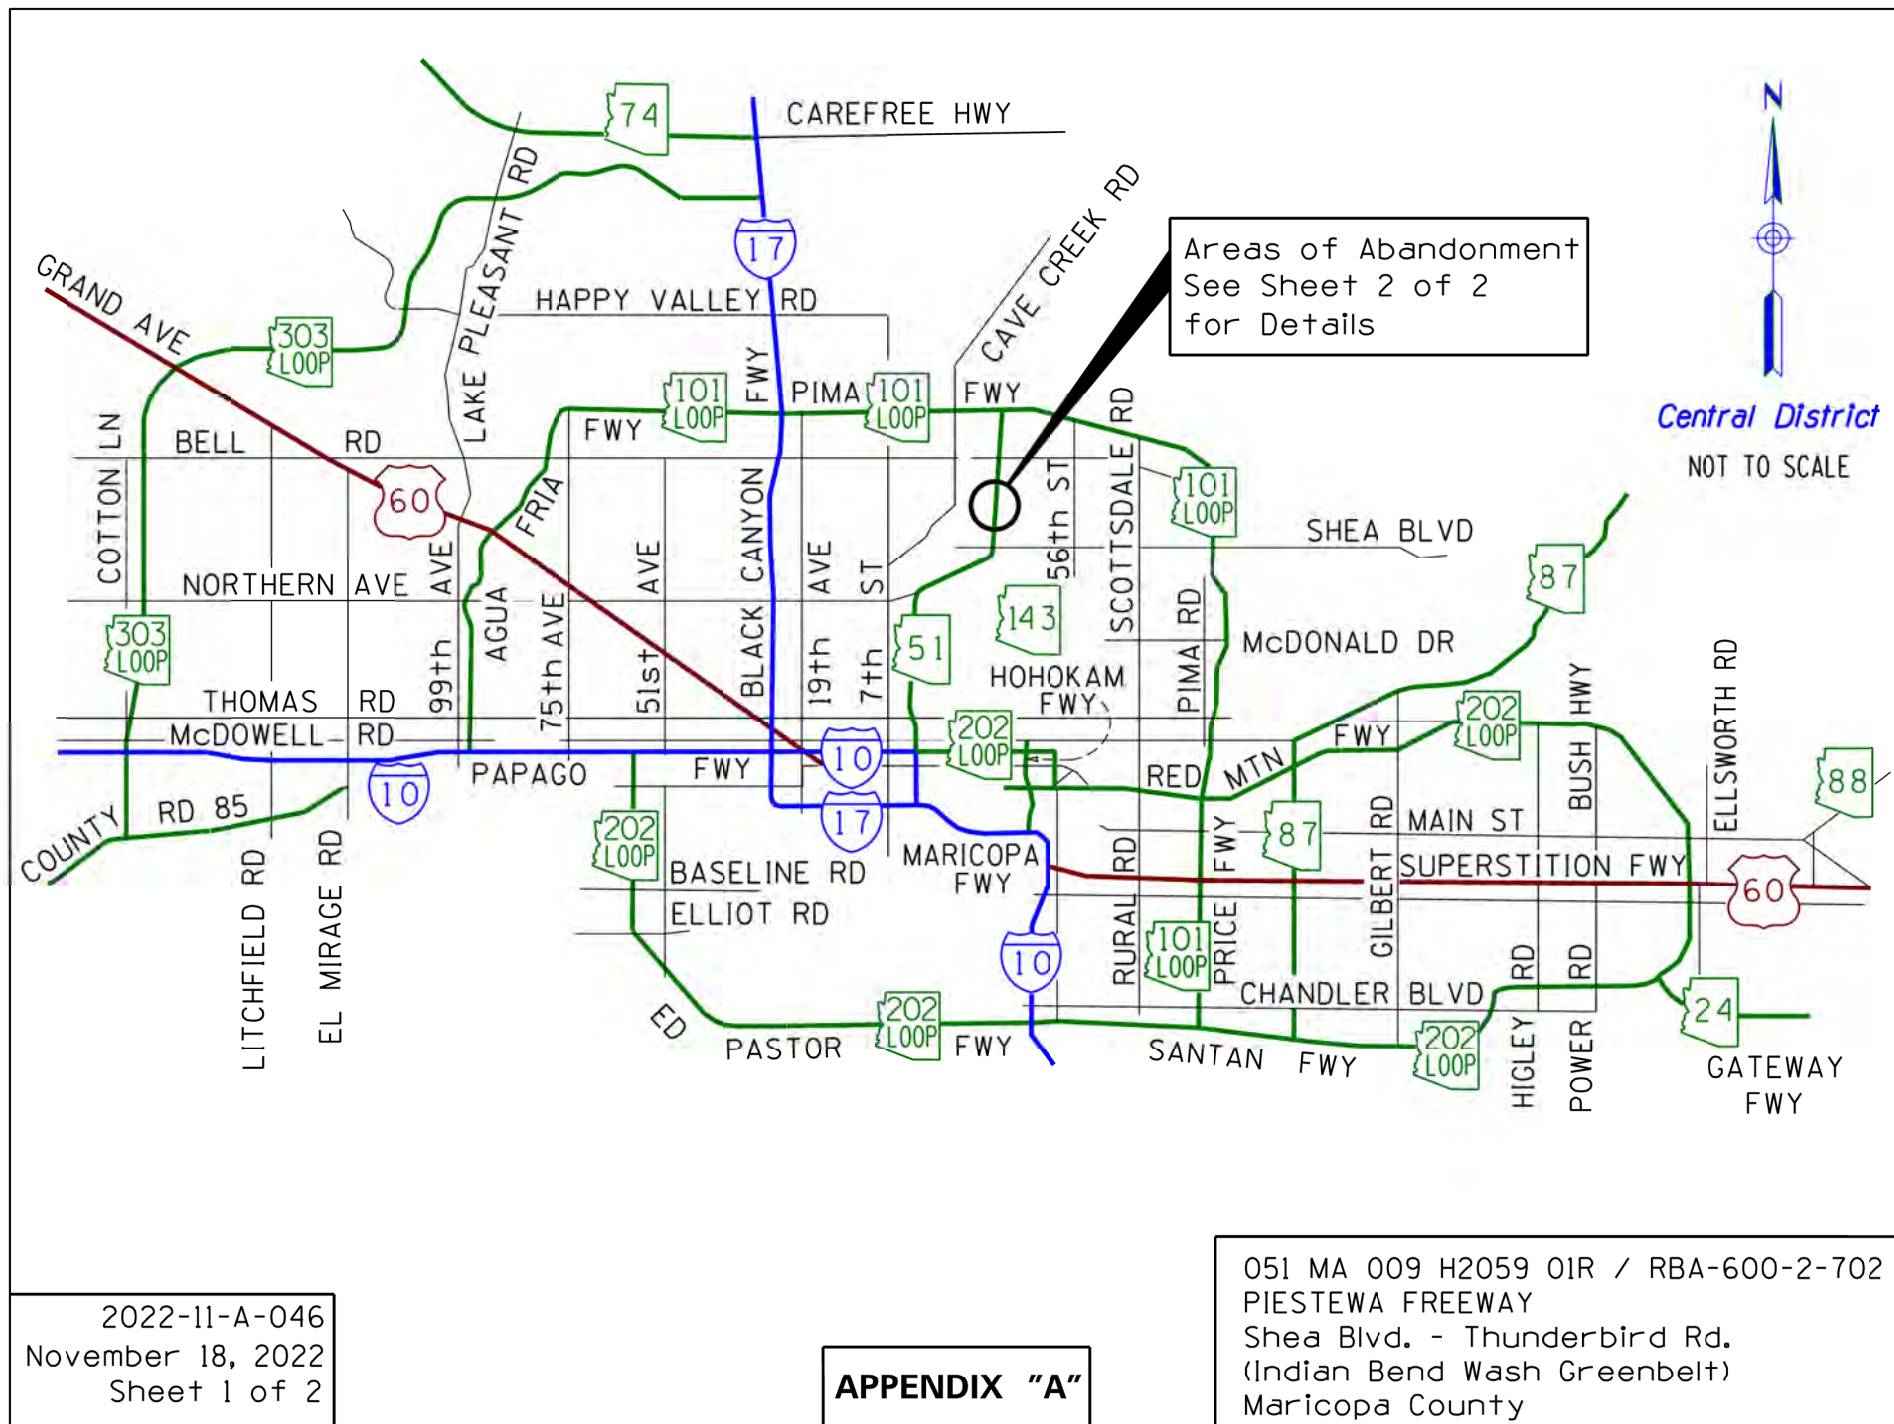 74
CAREFREE HWY
N
LAKE PLEASANT RD
17
CAVE CREEK RD
Areas of Abandonment
See Sheet 2 of 2
for Details
GRAND AVE
HAPPY VALLEY RD
303
LOOP
101
LOOP
FWY
PIMA
101
LOOP
FWY
FWY
Central District
NOT TO SCALE
COTTON LN
BELL RD
60
AGUA FRIA
BLACK CANYON
56th ST
SCOTTSDALE RD
101
LOOP
SHEA BLVD
NORTHERN AVE
99th AVE
75th AVE
51st AVE
19th AVE
7th ST
87
143
303
LOOP
51
PIMA RD
McDONALD DR
HOHOKAM
FWY
THOMAS RD
McDOWELL RD
202
LOOP
202
LOOP
BUSH HWY
ELLSWORTH RD
10
PAPAGO FWY
10
RED MTN FWY
88
COUNTY RD 85
202
LOOP
17
MARICOPA
FWY
87
MAIN ST
SUPERSTITION FWY
60
LITCHFIELD RD
EL MIRAGE RD
BASELINE RD
ELLIOT RD
10
RURAL RD
101
LOOP
PRICE FWY
GILBERT RD
CHANDLER BLVD
HIGLEY RD
POWER RD
24
GATEWAY
FWY
ED PASTOR FWY
202
LOOP
SANTAN FWY
202
LOOP
2022-11-A-046
November 18, 2022
Sheet 1 of 2
APPENDIX "A"
051 MA 009 H2059 01R / RBA-600-2-702
PIESTEWA FREEWAY
Shea Blvd. - Thunderbird Rd.
(Indian Bend Wash Greenbelt)
Maricopa County